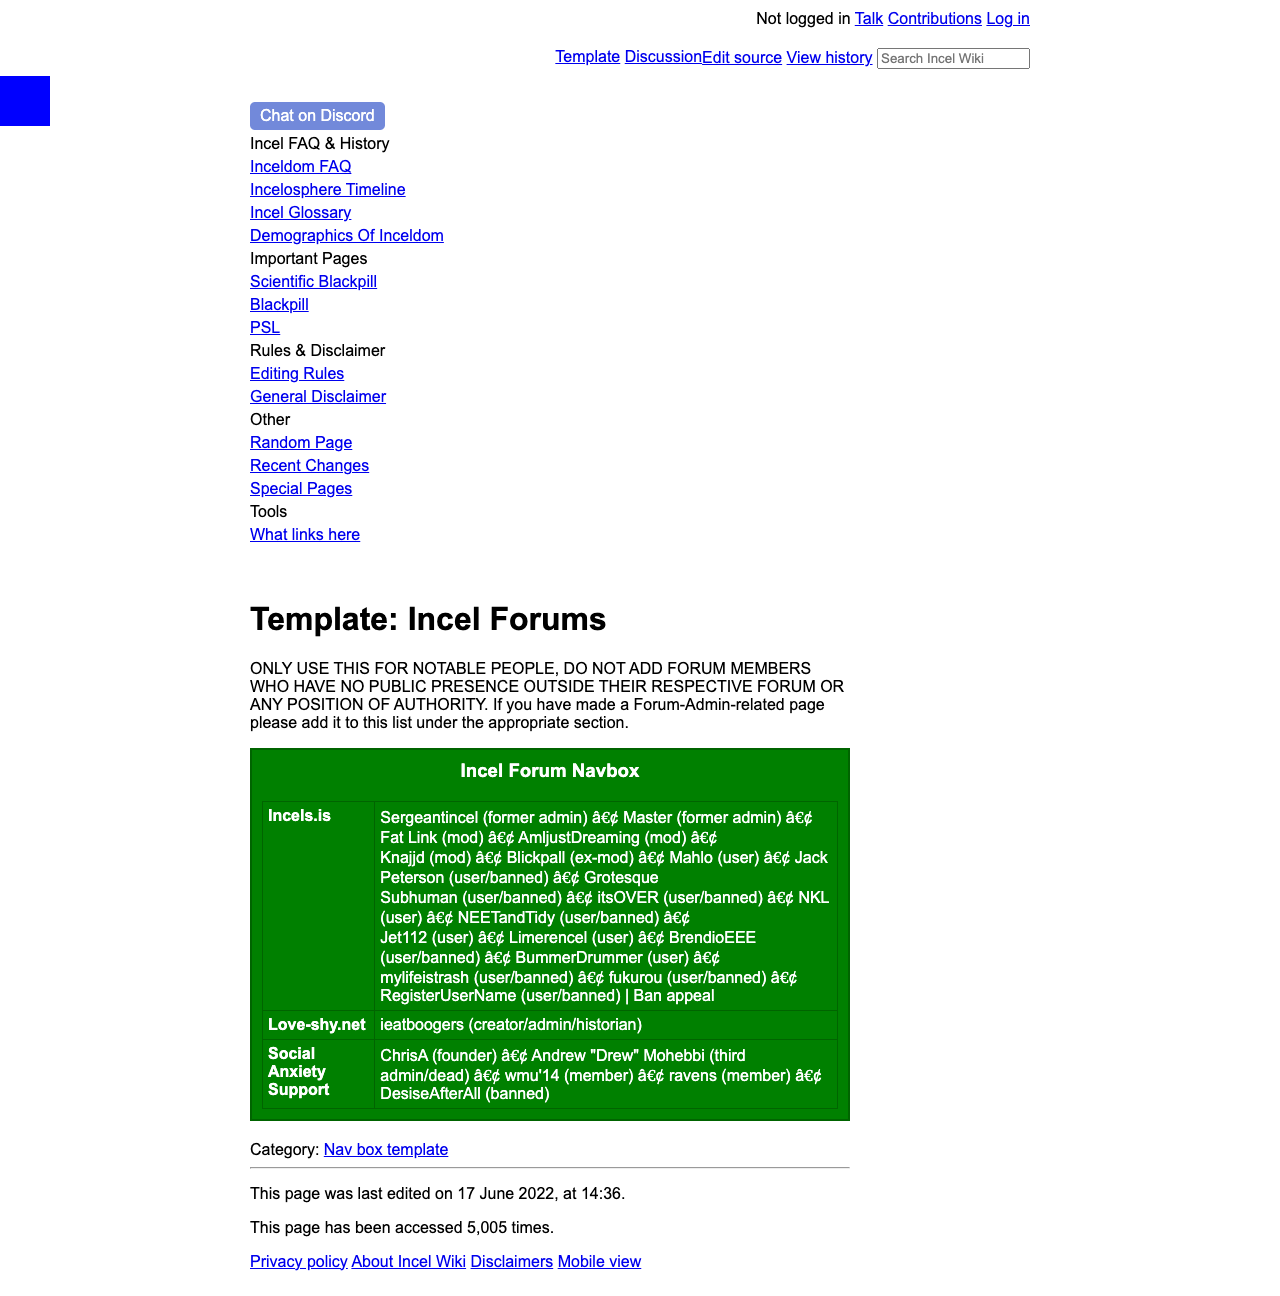 Not logged in Talk Contributions Log in
Template Discussion Edit source View history Search Incel Wiki
Chat on Discord
Incel FAQ & History
Inceldom FAQ
Incelosphere Timeline
Incel Glossary
Demographics Of Inceldom
Important Pages
Scientific Blackpill
Blackpill
PSL
Rules & Disclaimer
Editing Rules
General Disclaimer
Other
Random Page
Recent Changes
Special Pages
Tools
What links here
Template: Incel Forums
ONLY USE THIS FOR NOTABLE PEOPLE, DO NOT ADD FORUM MEMBERS
WHO HAVE NO PUBLIC PRESENCE OUTSIDE THEIR RESPECTIVE FORUM OR
ANY POSITION OF AUTHORITY. If you have made a Forum-Admin-related page
please add it to this list under the appropriate section.
Incel Forum Navbox
Incels.is
Sergeantincel (former admin) â€¢ Master (former admin) â€¢
Fat Link (mod) â€¢ AmljustDreaming (mod) â€¢
Knajjd (mod) â€¢ Blickpall (ex-mod) â€¢ Mahlo (user) â€¢ Jack
Peterson (user/banned) â€¢ Grotesque
Subhuman (user/banned) â€¢ itsOVER (user/banned) â€¢ NKL
(user) â€¢ NEETandTidy (user/banned) â€¢
Jet112 (user) â€¢ Limerencel (user) â€¢ BrendioEEE
(user/banned) â€¢ BummerDrummer (user) â€¢
mylifeistrash (user/banned) â€¢ fukurou (user/banned) â€¢
RegisterUserName (user/banned) | Ban appeal
Love-shy.net
ieatboogers (creator/admin/historian)
Social
Anxiety
Support
ChrisA (founder) â€¢ Andrew "Drew" Mohebbi (third
admin/dead) â€¢ wmu'14 (member) â€¢ ravens (member) â€¢
DesiseAfterAll (banned)
Category: Nav box template
This page was last edited on 17 June 2022, at 14:36.
This page has been accessed 5,005 times.
Privacy policy About Incel Wiki Disclaimers Mobile view